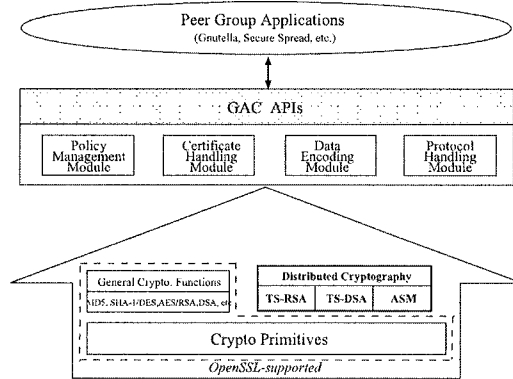 Peer Group Applications
(Gnutella, Secure Spread, etc.)
GAC APIs
Policy
Management
Module
Certificate
Handling
Module
Data
Encoding
Module
Protocol
Handling
Module
General Crypto. Functions
SHA-1/DES,AES/RSA,DSA,
Distributed Cryptography
TS-RSA TS-DSA ASM
Crypto Primitives
OpenSSL-supported